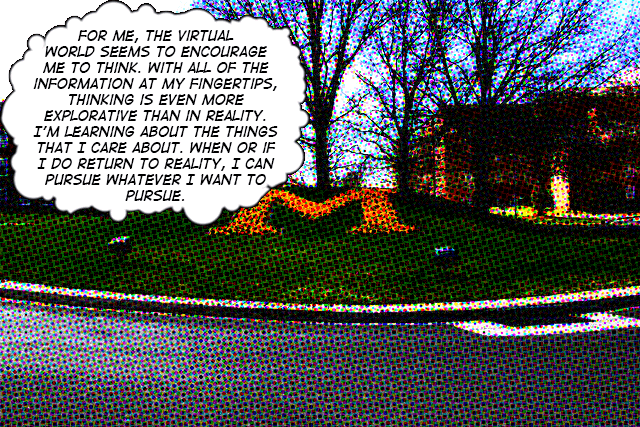 FOR ME, THE VIRTUAL
WORLD SEEMS TO ENCOURAGE
ME TO THINK. WITH ALL OF THE
INFORMATION AT MY FINGERTIPS,
THINKING IS EVEN MORE
EXPLORATIVE THAN IN REALITY.
I'M LEARNING ABOUT THE THINGS
THAT I CARE ABOUT. WHEN OR IF
I DO RETURN TO REALITY, I CAN
PURSUE WHATEVER I WANT TO
PURSUE.
M